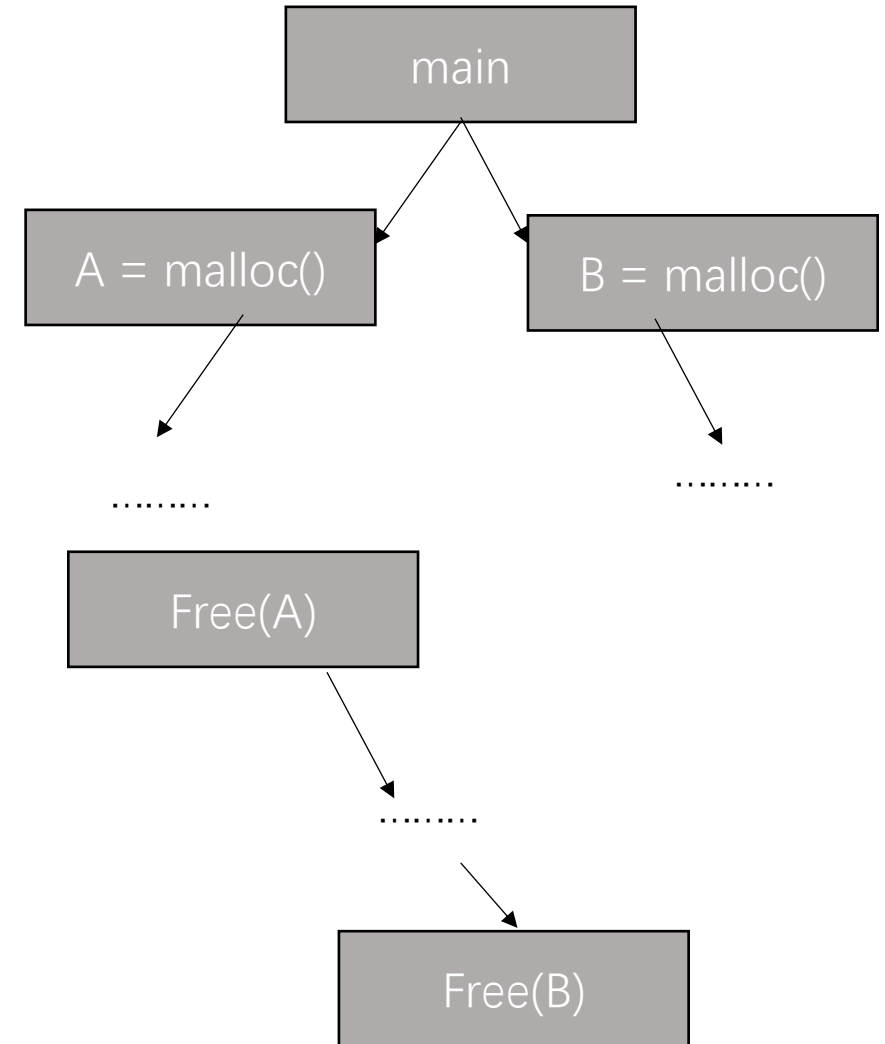 main
A = malloc()
B = malloc()
………
………
Free(A)
………
Free(B)